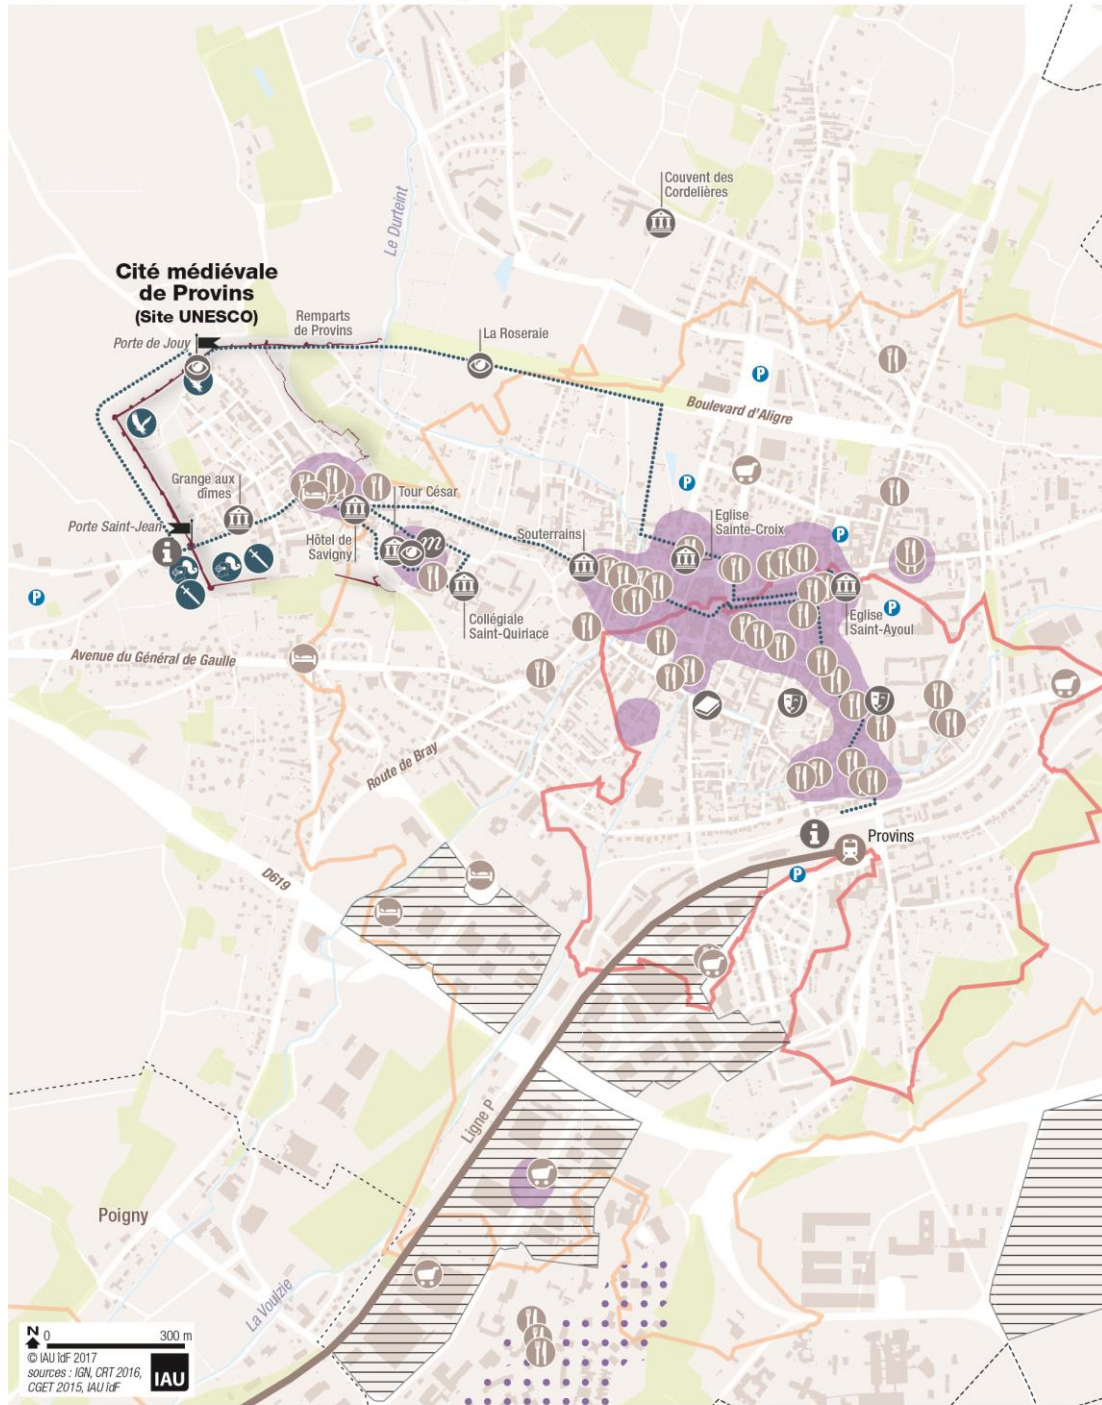 Couvent des
Cordelières
Le Durteint
Cité médiévale
de Provins
(Site UNESCO)
Remparts
de Provins
Porte de Jouy
La Roseraie
P
Boulevard d'Aligre
Grange aux
dîmes
Tour César
P
Porte Saint-Jean
Hôtel de
Savigny
m
Souterrains
Eglise
Sainte-Croix
P
i
P
Collégiale
Saint-Quiriace
P
Eglise
Saint-Ayoul
Avenue du Général de Gaulle
Route de Bray
i
Provins
P
D619
Ligne P
Poigny
La Voulzie
N
0 300 m
© IAU îdF 2017
sources : IGN, CRT 2016,
CGET 2015, IAU îdF
IAU